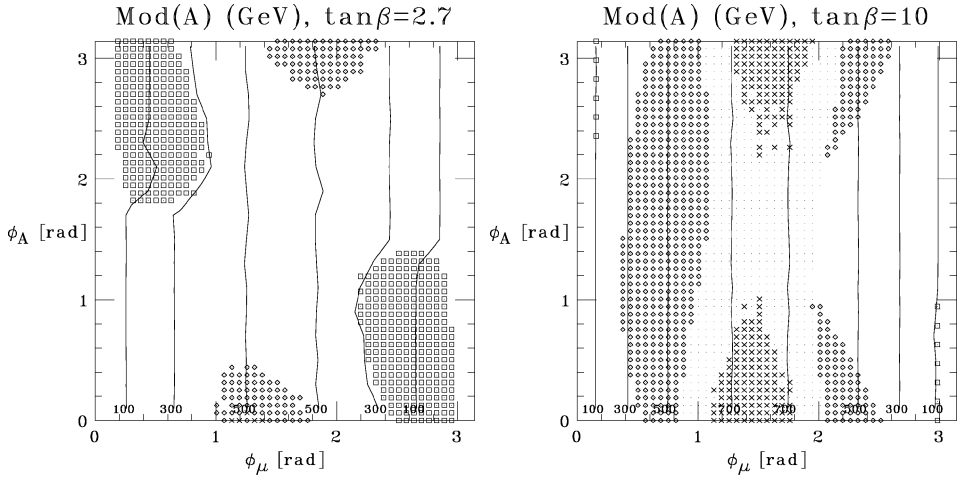 Mod(A) (GeV), tanβ=2.7
3
2
ϕA [rad]
1
0
100 300 500 500 300 100
0 1 2 3
ϕμ [rad]
Mod(A) (GeV), tanβ=10
3
2
ϕA [rad]
1
0
100 300 500 700 700 500 300 100
0 1 2 3
ϕμ [rad]